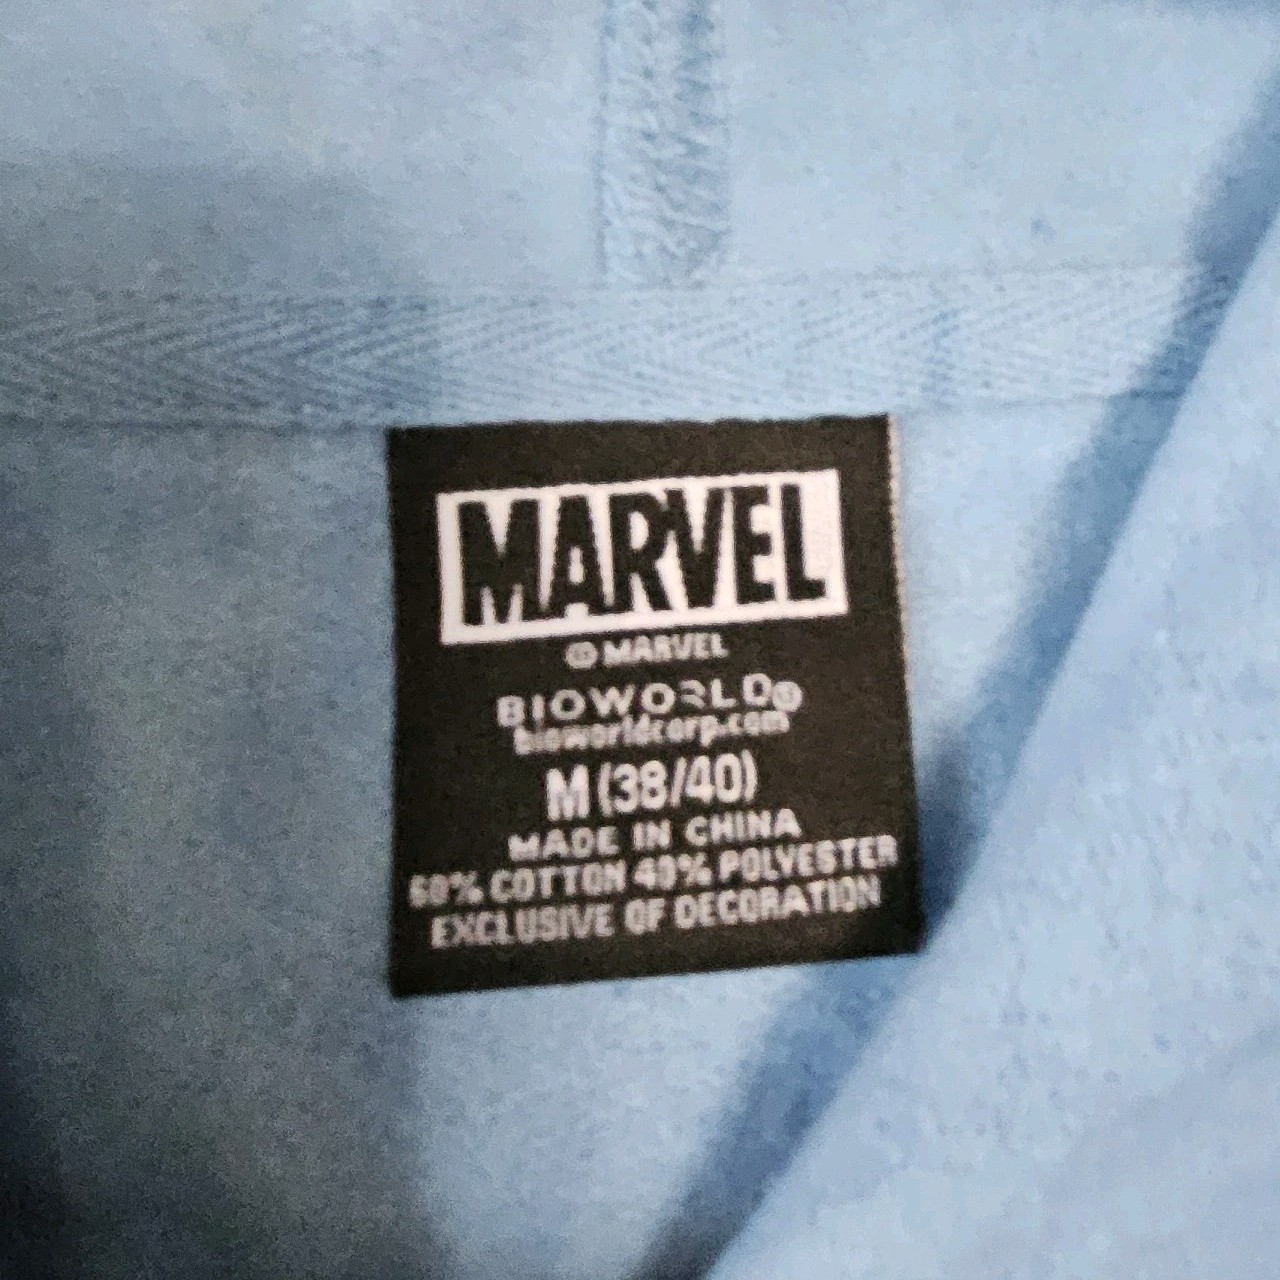 MARVEL
© MARVEL
BIOWORLD®
bioworldcorp.com
M (38/40)
MADE IN CHINA
60% COTTON 40% POLYESTER
EXCLUSIVE OF DECORATION